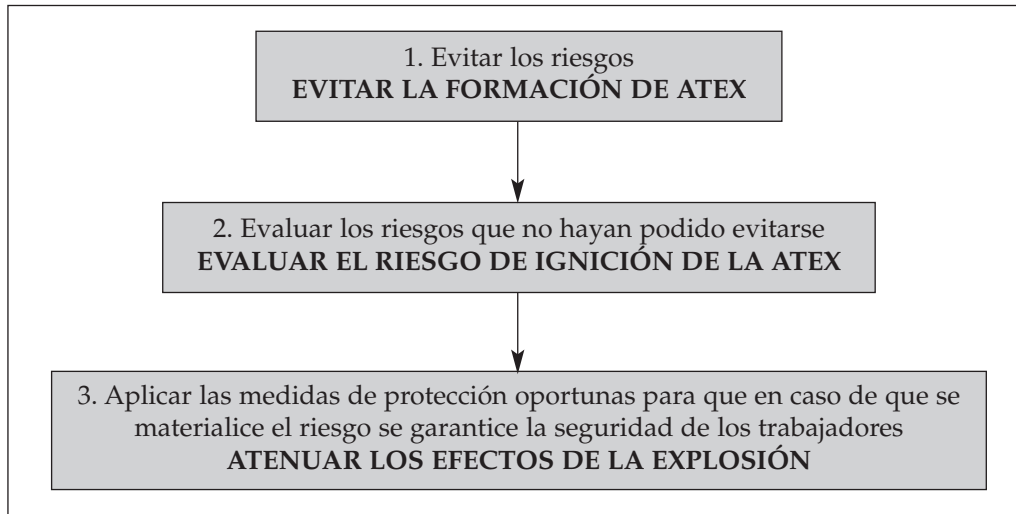 1. Evitar los riesgos
EVITAR LA FORMACIÓN DE ATEX
2. Evaluar los riesgos que no hayan podido evitarse
EVALUAR EL RIESGO DE IGNICIÓN DE LA ATEX
3. Aplicar las medidas de protección oportunas para que en caso de que se
materialice el riesgo se garantice la seguridad de los trabajadores
ATENUAR LOS EFECTOS DE LA EXPLOSIÓN